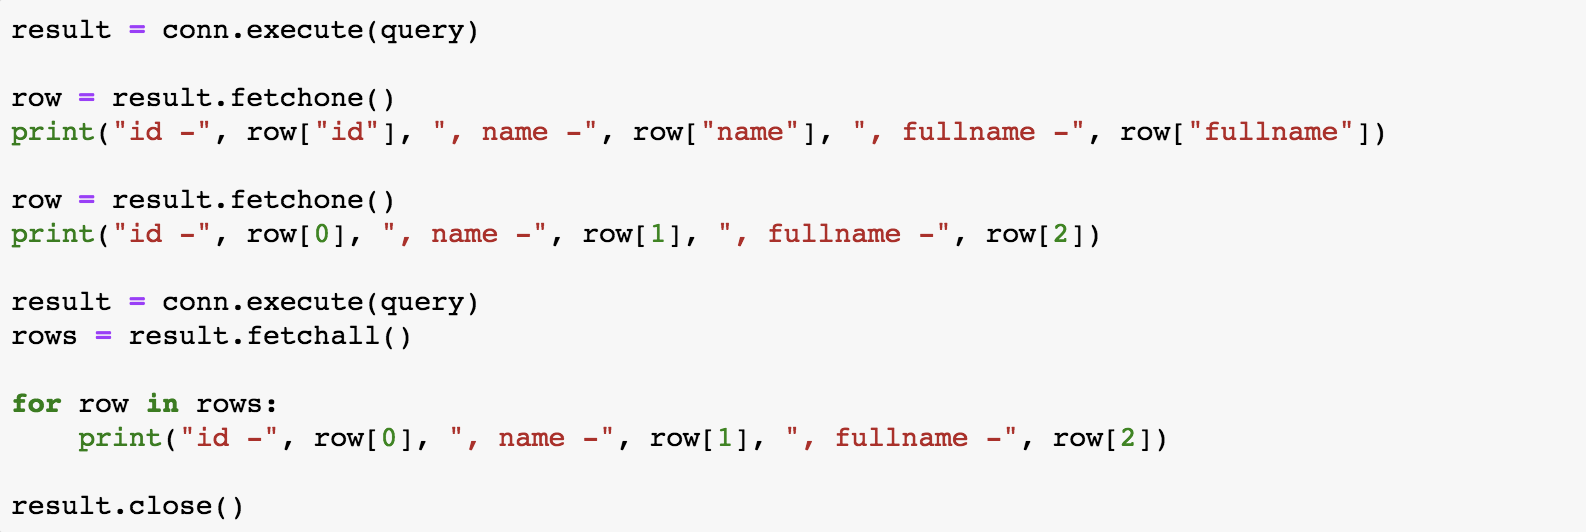 result = conn.execute(query)

row = result.fetchone()
print("id -", row["id"], ", name -", row["name"], ", fullname -", row["fullname"])

row = result.fetchone()
print("id -", row[0], ", name -", row[1], ", fullname -", row[2])

result = conn.execute(query)
rows = result.fetchall()

for row in rows:
    print("id -", row[0], ", name -", row[1], ", fullname -", row[2])

result.close()